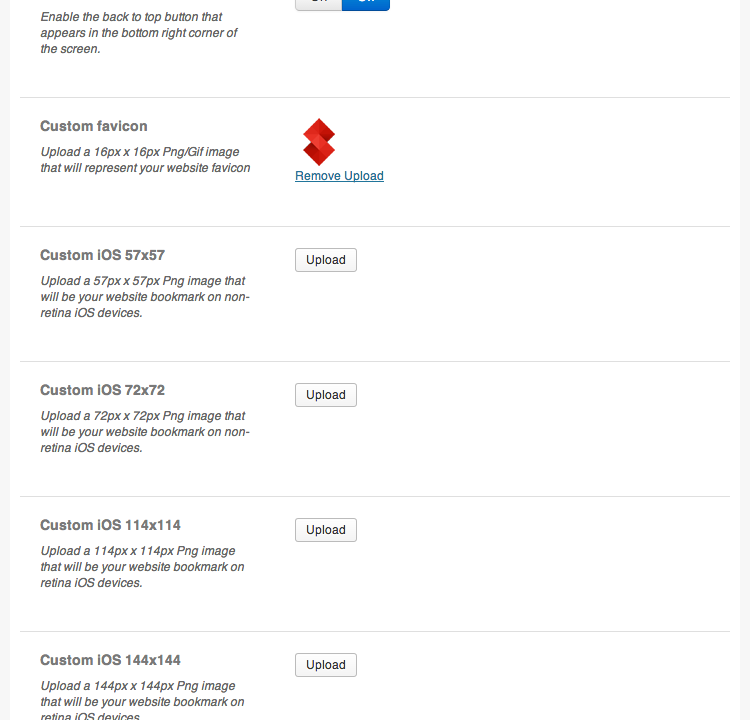 Enable the back to top button that
appears in the bottom right corner of
the screen.
Custom favicon
Upload a 16px x 16px Png/Gif image
that will represent your website favicon
Remove Upload
Custom iOS 57x57
Upload a 57px x 57px Png image that
will be your website bookmark on non-
retina iOS devices.
Upload
Custom iOS 72x72
Upload a 72px x 72px Png image that
will be your website bookmark on non-
retina iOS devices.
Upload
Custom iOS 114x114
Upload a 114px x 114px Png image
that will be your website bookmark on
retina iOS devices.
Upload
Custom iOS 144x144
Upload a 144px x 144px Png image
that will be your website bookmark on
retina iOS devices
Upload